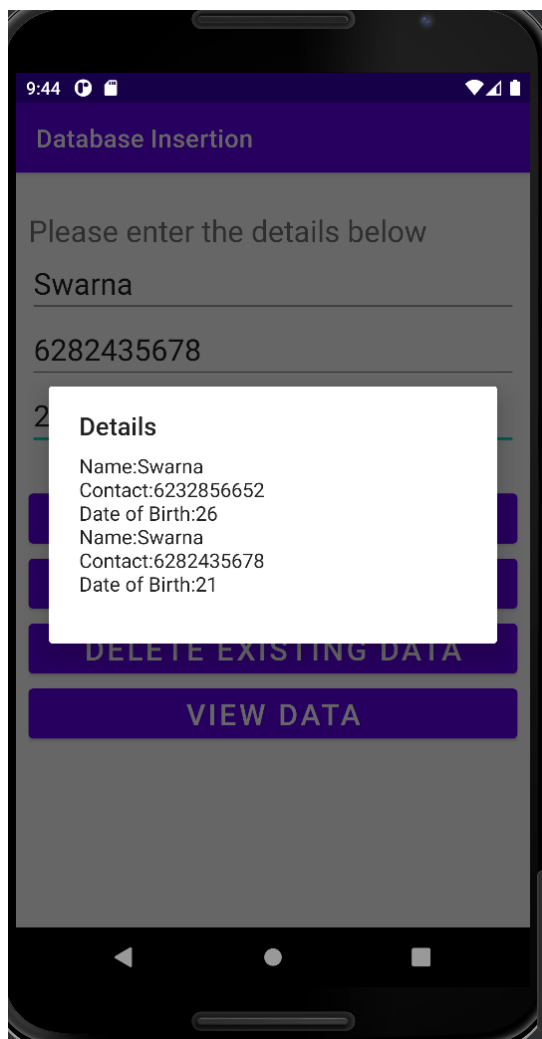 9:44
Database Insertion
Please enter the details below
Swarna
6282435678
2
Details
Name:Swarna
Contact:6232856652
Date of Birth:26
Name:Swarna
Contact:6282435678
Date of Birth:21
DELETE EXISTING DATA
VIEW DATA